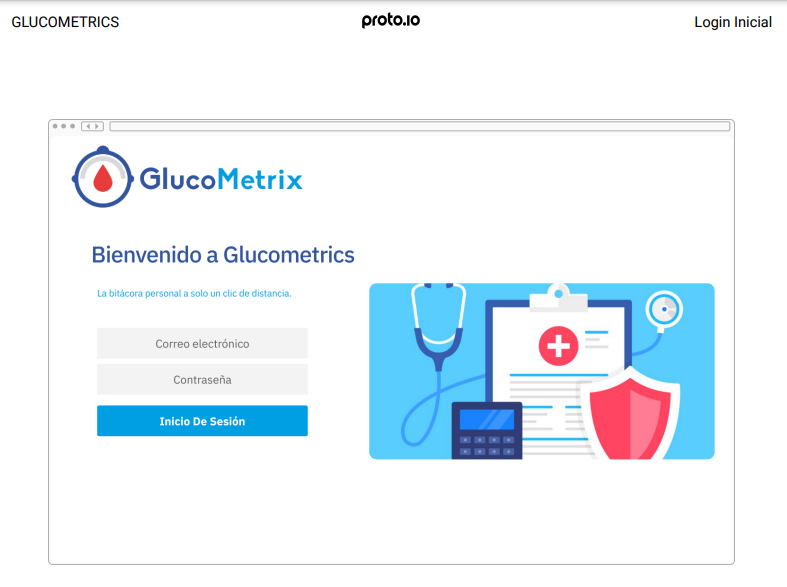 GLUCOMETRICS
proto.io
Login Inicial
GlucoMetrix
Bienvenido a Glucometrics
La bitácora personal a solo un clic de distancia.
Correo electrónico
Contraseña
Inicio De Sesión